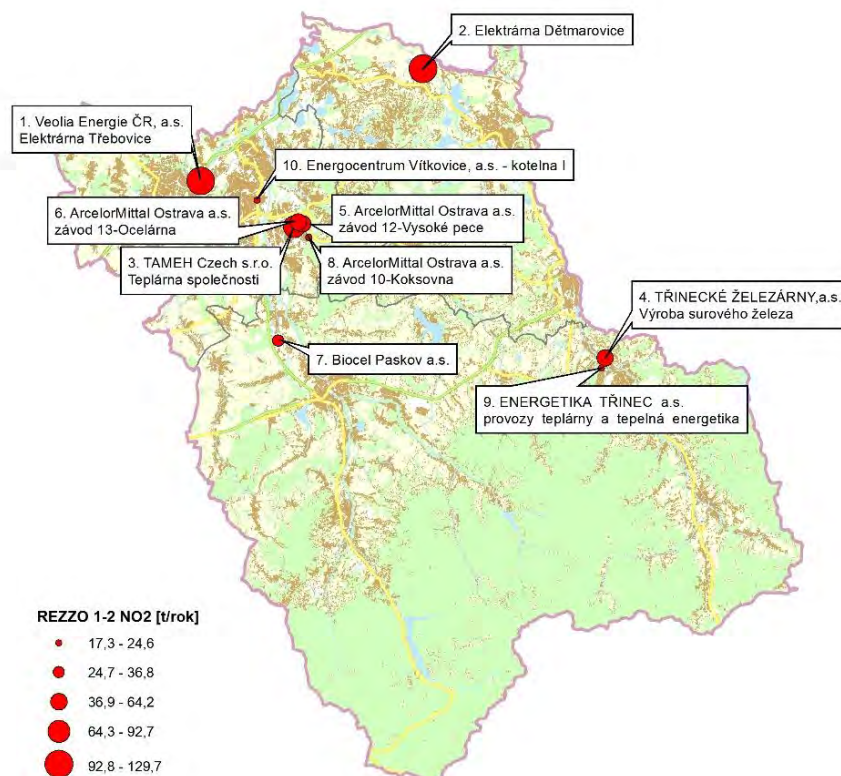 2. Elektrárna Dětmarovice
1. Veolia Energie ČR, a.s.
Elektrárna Třebovice
10. Energocentrum Vítkovice, a.s. - kotelna I
6. ArcelorMittal Ostrava a.s.
závod 13-Ocelárna
5. ArcelorMittal Ostrava a.s.
závod 12-Vysoké pece
3. TAMEH Czech s.r.o.
Teplárna společnosti
8. ArcelorMittal Ostrava a.s.
závod 10-Koksovna
4. TŘINECKÉ ŽELEZÁRNY,a.s.
Výroba surového železa
7. Biocel Paskov a.s.
9. ENERGETIKA TŘINEC a.s.
provozy teplárny a tepelná energetika
REZZO 1-2 NO2 [t/rok]
17,3 - 24,6
24,7 - 36,8
36,9 - 64,2
64,3 - 92,7
92,8 - 129,7